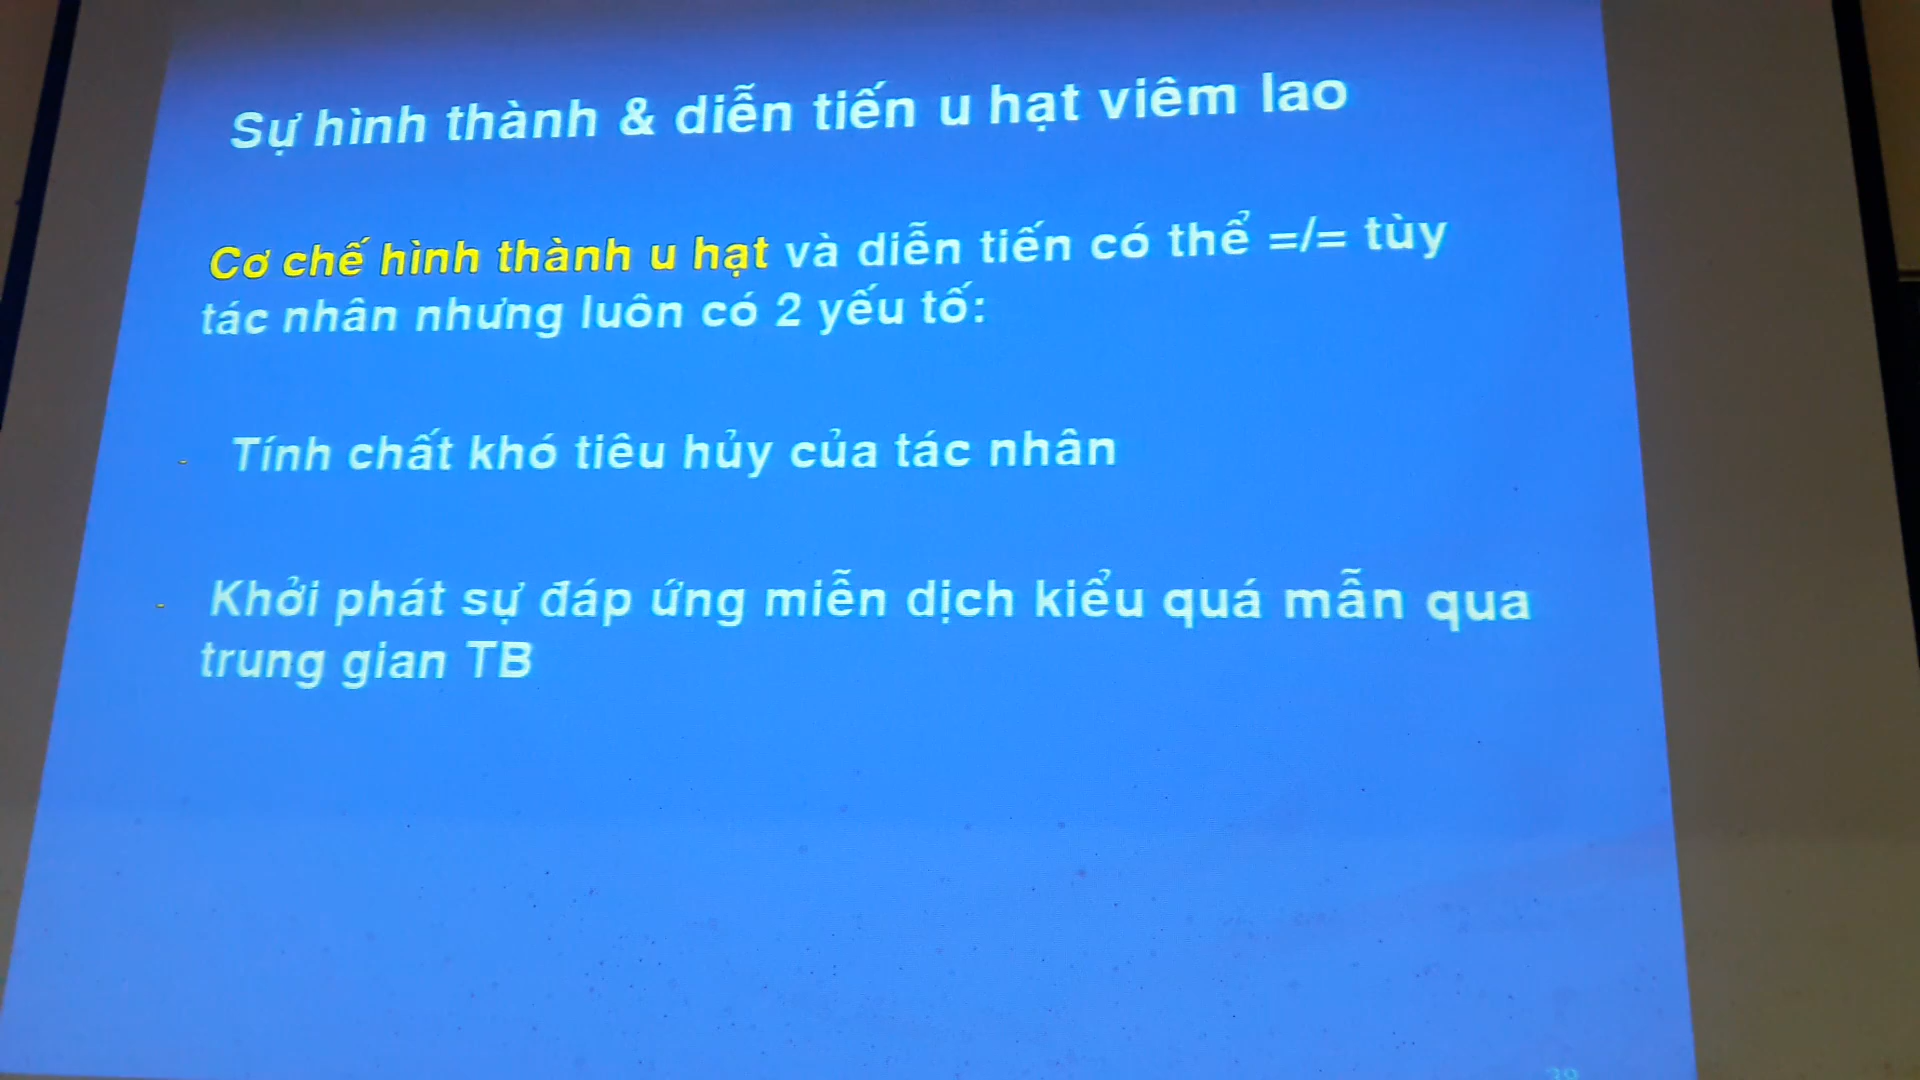 Sự hình thành & diễn tiến u hạt viêm lao
Cơ chế hình thành u hạt và diễn tiến có thể =/= tùy
tác nhân nhưng luôn có 2 yếu tố:
- Tính chất khó tiêu hủy của tác nhân
- Khởi phát sự đáp ứng miễn dịch kiểu quá mẫn qua
trung gian TB